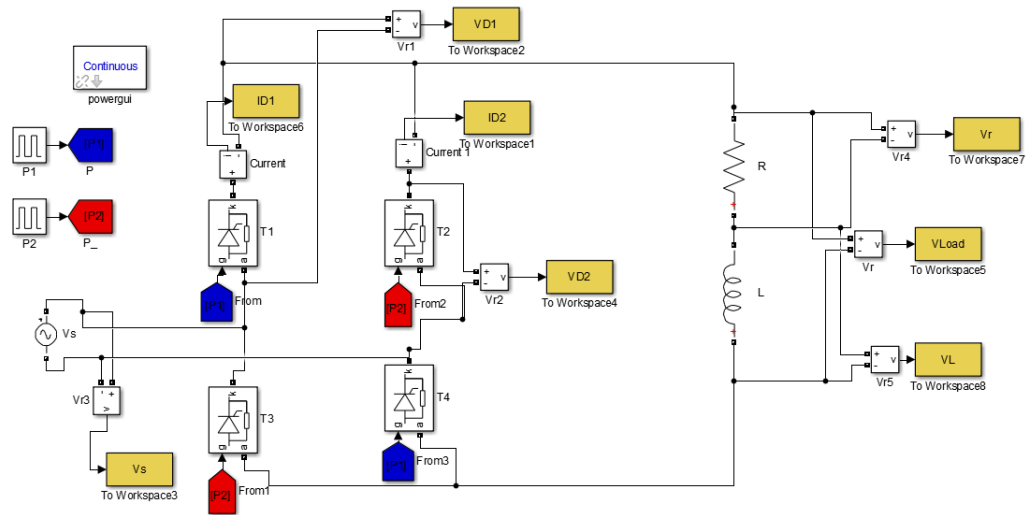 VD1
To Workspace2
+
-
v
Vr1
Continuous
powergui
ID1
To Workspace6
ID2
To Workspace1
i
-
+
Current
i
-
+
Current 1
P1
[P1]
P
P2
[P2]
P_
+
-
v
Vr4
Vr
To Workspace7
R
+
k
T1
g
a
k
T2
g
a
[P1]
From
[P2]
From2
+
-
v
Vr2
VD2
To Workspace4
+
-
v
Vr
VLoad
To Workspace5
L
+
Vs
-
+
v
Vr3
Vs
To Workspace3
k
T3
g
a
k
T4
g
a
[P2]
From1
[P1]
From3
+
-
v
Vr5
VL
To Workspace8